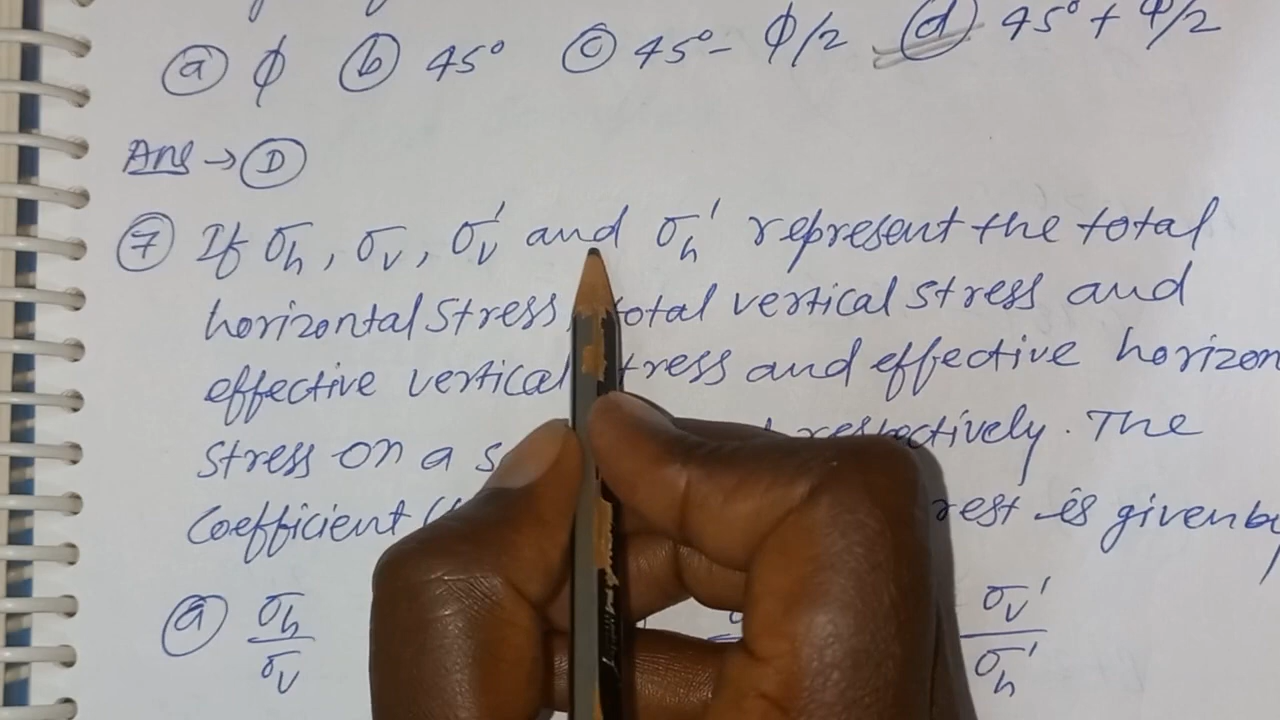 ⓐ ϕ ⓑ 45° ⓒ 45° - ϕ/2 ⓓ 45° + ϕ/2
Ans → Ⓓ
⑦ If σh, σv, σv' and σh' represent the total
horizontal stress, total vertical stress and
effective vertical stress and effective horizon
stress on a respectively. The
Coefficient rest is given by
ⓐ σh/σv σv'/σh'